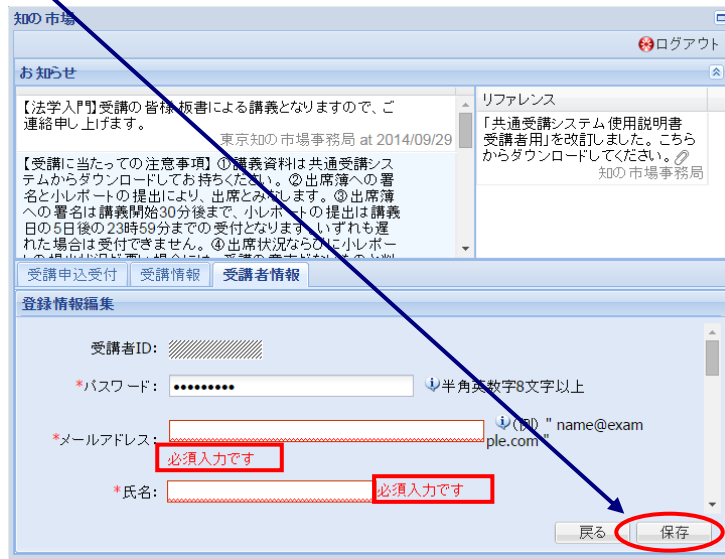 知の市場
ログアウト
お知らせ
【法学入門】受講の皆様 板書による講義となりますので、ご
連絡申し上げます。
東京知の市場事務局 at 2014/09/29
【受講に当たっての注意事項】①講義資料は共通受講シス
テムからダウンロードしてお持ちください。②出席簿への署
名と小レポートの提出により、出席とみなします。③出席簿
への署名は講義開始30分後まで、小レポートの提出は講義
日の5日後の23時59分までの受付となります。いずれも遅
れた場合は受付できません。④出席状況ならびに小レポー
リファレンス
「共通受講システム使用説明書
受講者用」を改訂しました。こちら
からダウンロードしてください。
知の市場事務局
受講申込受付 受講情報 受講者情報
登録情報編集
受講者ID:
*パスワード: ••••••••• 半角英数字8文字以上
*メールアドレス: (例) " name@exam
ple.com "
必須入力です
*氏名: 必須入力です
戻る 保存